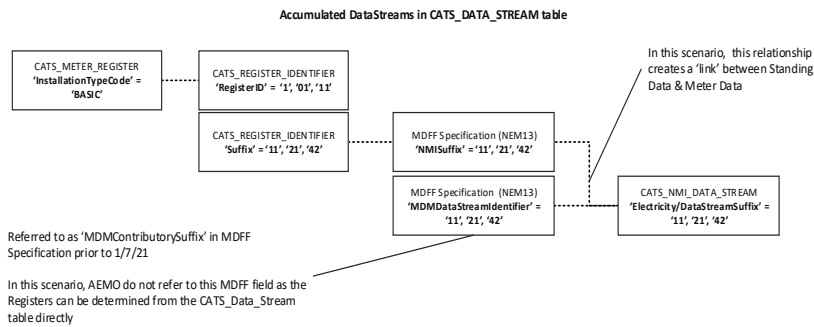 Accumulated DataStreams in CATS_DATA_STREAM table
In this scenario, this relationship
creates a ‘link’ between Standing
Data & Meter Data
CATS_METER_REGISTER
‘InstallationTypeCode’ =
‘BASIC’
CATS_REGISTER_IDENTIFIER
‘RegisterID’ = ‘1’, ‘01’, ‘11’
CATS_REGISTER_IDENTIFIER
‘Suffix’ = ‘11’, ‘21’, ‘42’
MDFF Specification (NEM13)
‘NMISuffix’ = ‘11’, ‘21’, ‘42’
MDFF Specification (NEM13)
‘MDMDataStreamIdentifier’ =
‘11’, ‘21’, ‘42’
CATS_NMI_DATA_STREAM
‘Electricity/DataStreamSuffix’ =
‘11’, ‘21’, ‘42’
Referred to as ‘MDMContributorySuffix’ in MDFF
Specification prior to 1/7/21
In this scenario, AEMO do not refer to this MDFF field as the
Registers can be determined from the CATS_Data_Stream
table directly